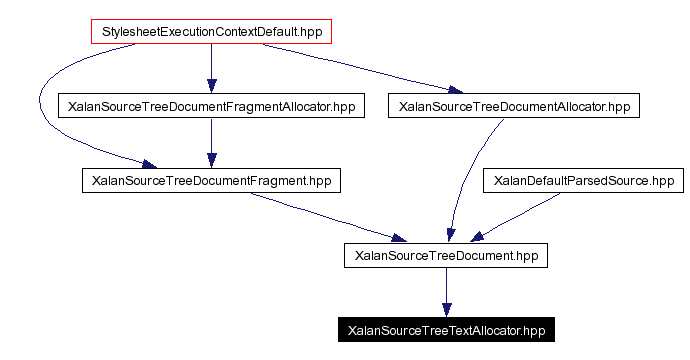 StylesheetExecutionContextDefault.hpp
XalanSourceTreeDocumentFragmentAllocator.hpp
XalanSourceTreeDocumentAllocator.hpp
XalanSourceTreeDocumentFragment.hpp
XalanDefaultParsedSource.hpp
XalanSourceTreeDocument.hpp
XalanSourceTreeTextAllocator.hpp